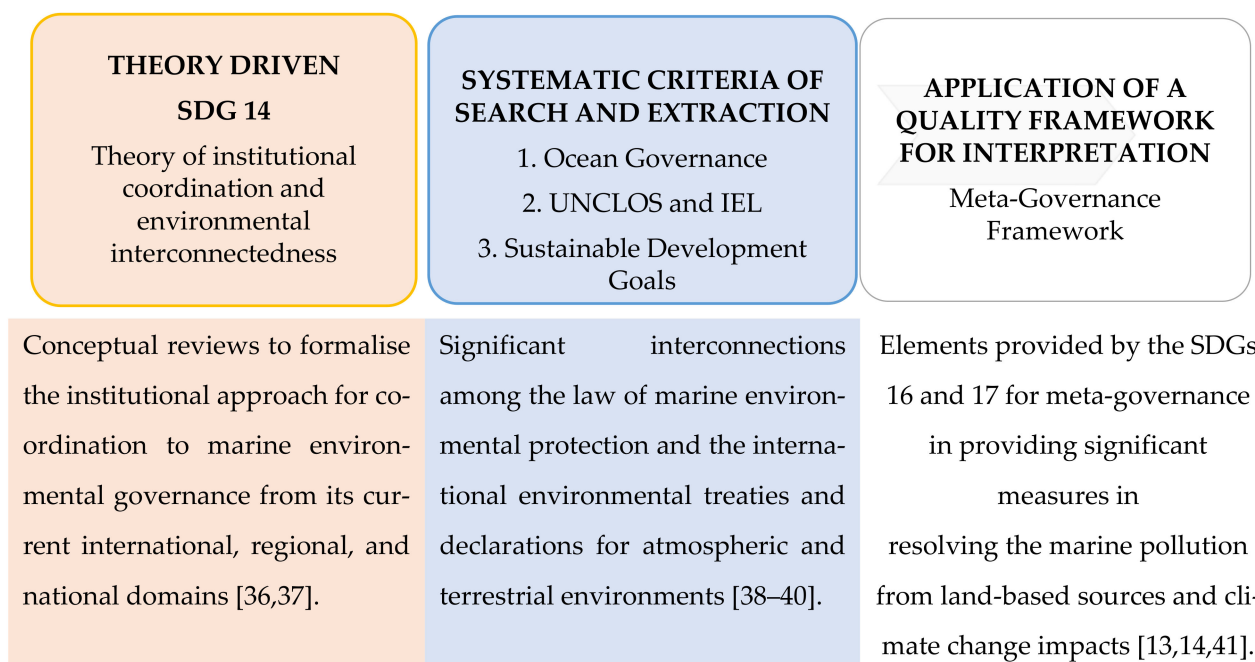 THEORY DRIVEN
SDG 14
Theory of institutional
coordination and
environmental
interconnectedness
SYSTEMATIC CRITERIA OF
SEARCH AND EXTRACTION
1. Ocean Governance
2. UNCLOS and IEL
3. Sustainable Development
Goals
APPLICATION OF A
QUALITY FRAMEWORK
FOR INTERPRETATION
Meta-Governance
Framework
Conceptual reviews to formalise
the institutional approach for co-
ordination to marine environ-
mental governance from its cur-
rent international, regional, and
national domains [36,37].
Significant interconnections
among the law of marine environ-
mental protection and the interna-
tional environmental treaties and
declarations for atmospheric and
terrestrial environments [38–40].
Elements provided by the SDGs
16 and 17 for meta-governance
in providing significant
measures in
resolving the marine pollution
from land-based sources and cli-
mate change impacts [13,14,41].